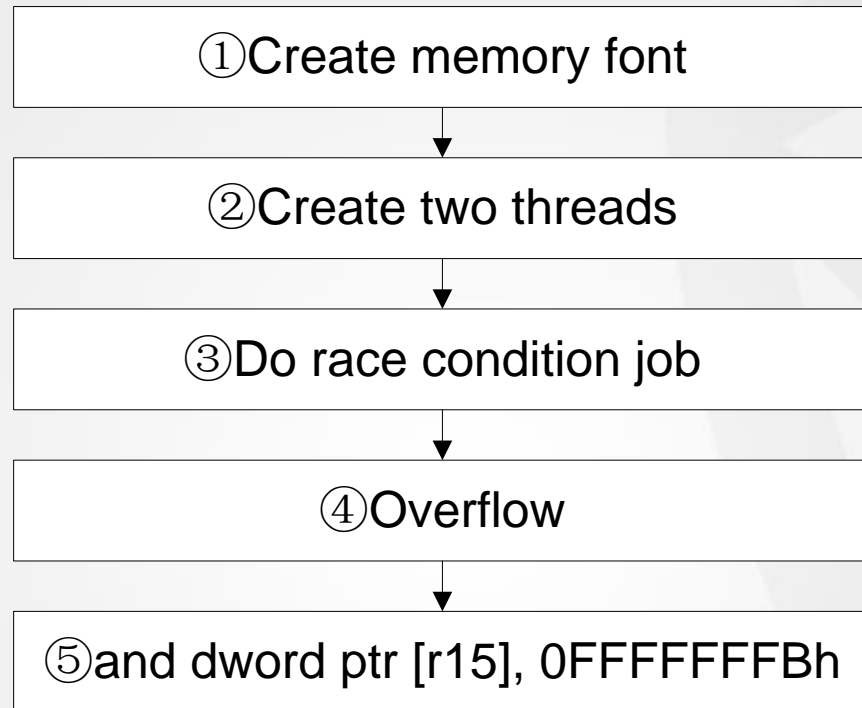 ①Create memory font
②Create two threads
③Do race condition job
④Overflow
⑤and dword ptr [r15], 0FFFFFFFBh